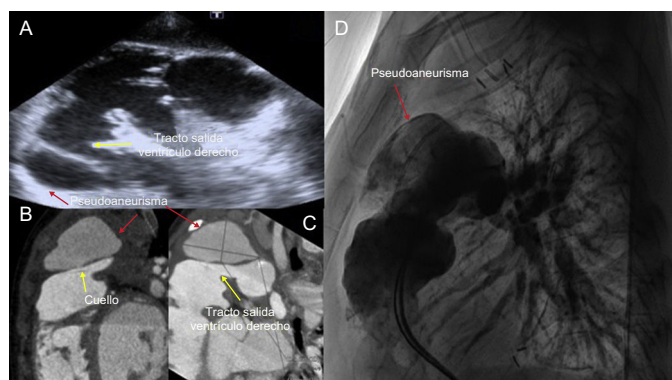 A
Tracto salida
ventrículo derecho
Pseudoaneurisma
B
Cuello
C
Tracto salida
ventrículo derecho
D
Pseudoaneurisma